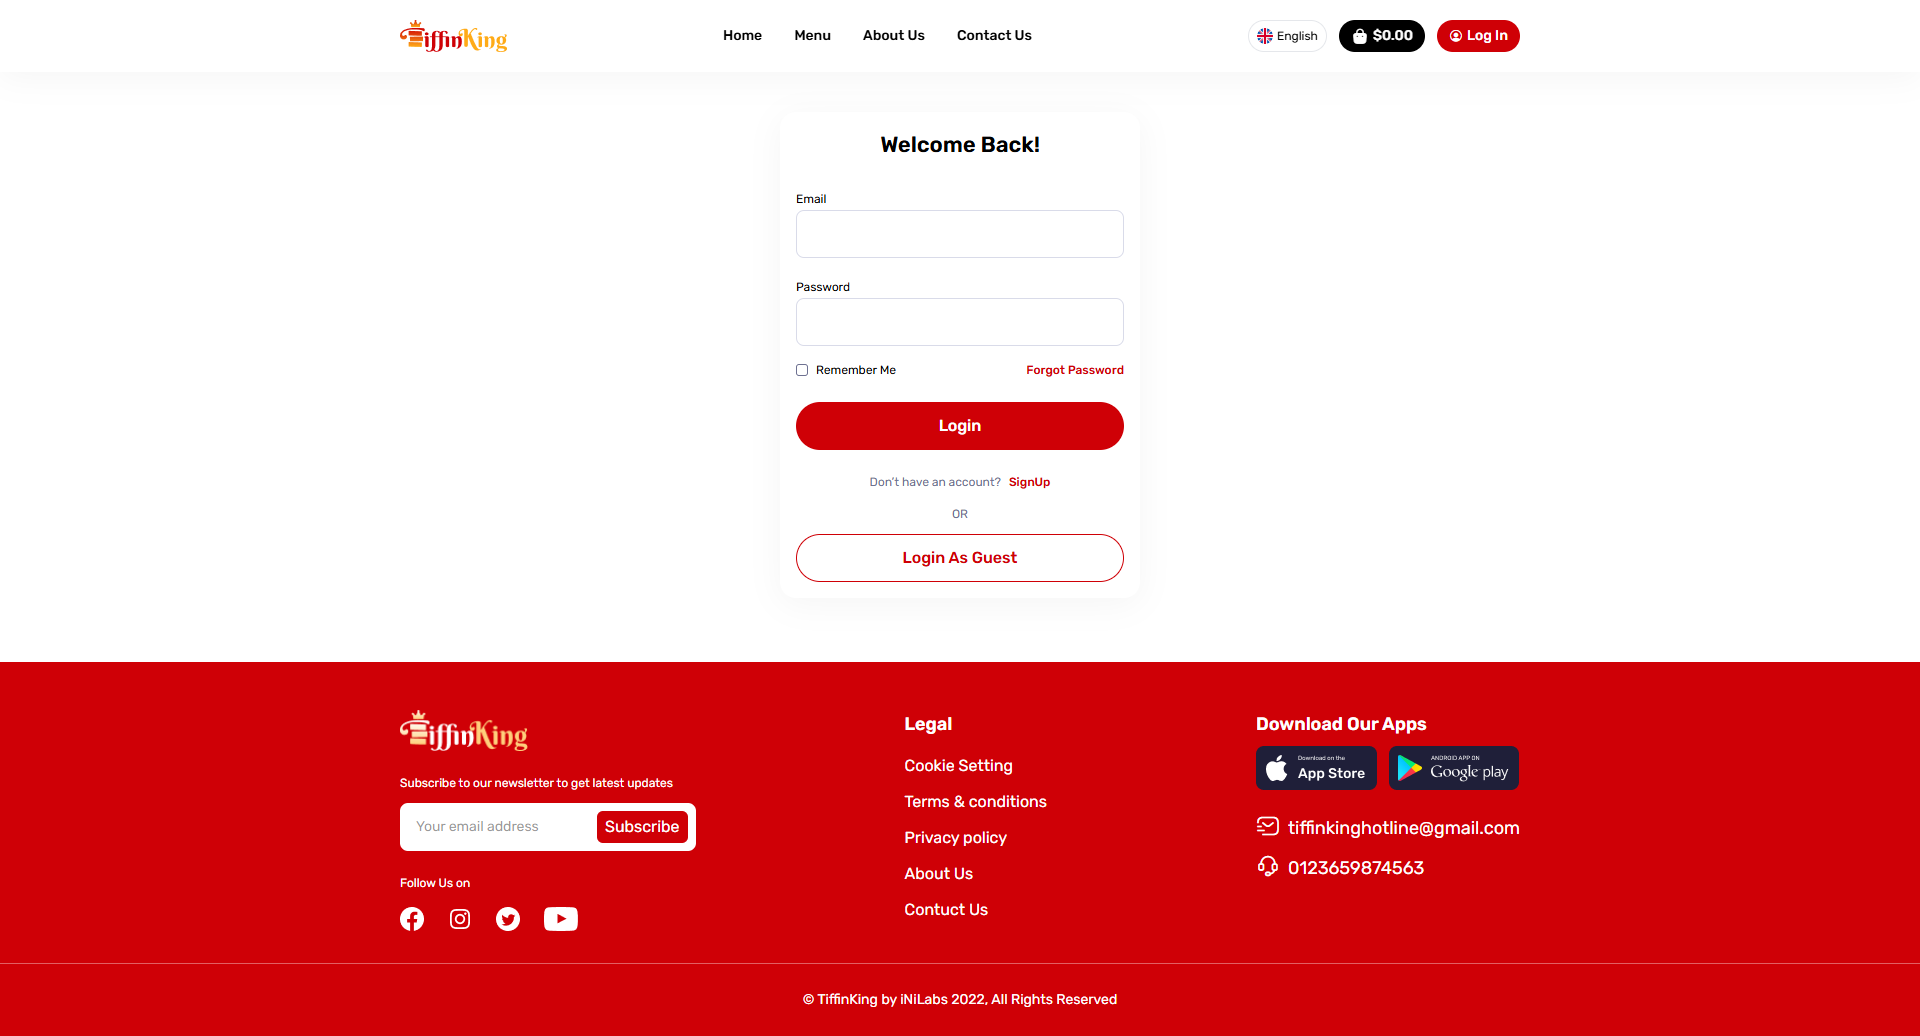 TiffinKing
Home Menu About Us Contact Us
English $0.00 Log In
Welcome Back!
Email
Password
Remember Me Forgot Password
Login
Don't have an account? SignUp
OR
Login As Guest
TiffinKing
Subscribe to our newsletter to get latest updates
Your email address Subscribe
Follow Us on
Legal
Cookie Setting
Terms & conditions
Privacy policy
About Us
Contuct Us
Download Our Apps
Download on the
App Store
ANDROID APP ON
Google play
tiffinkinghotline@gmail.com
0123659874563
© TiffinKing by iNiLabs 2022, All Rights Reserved